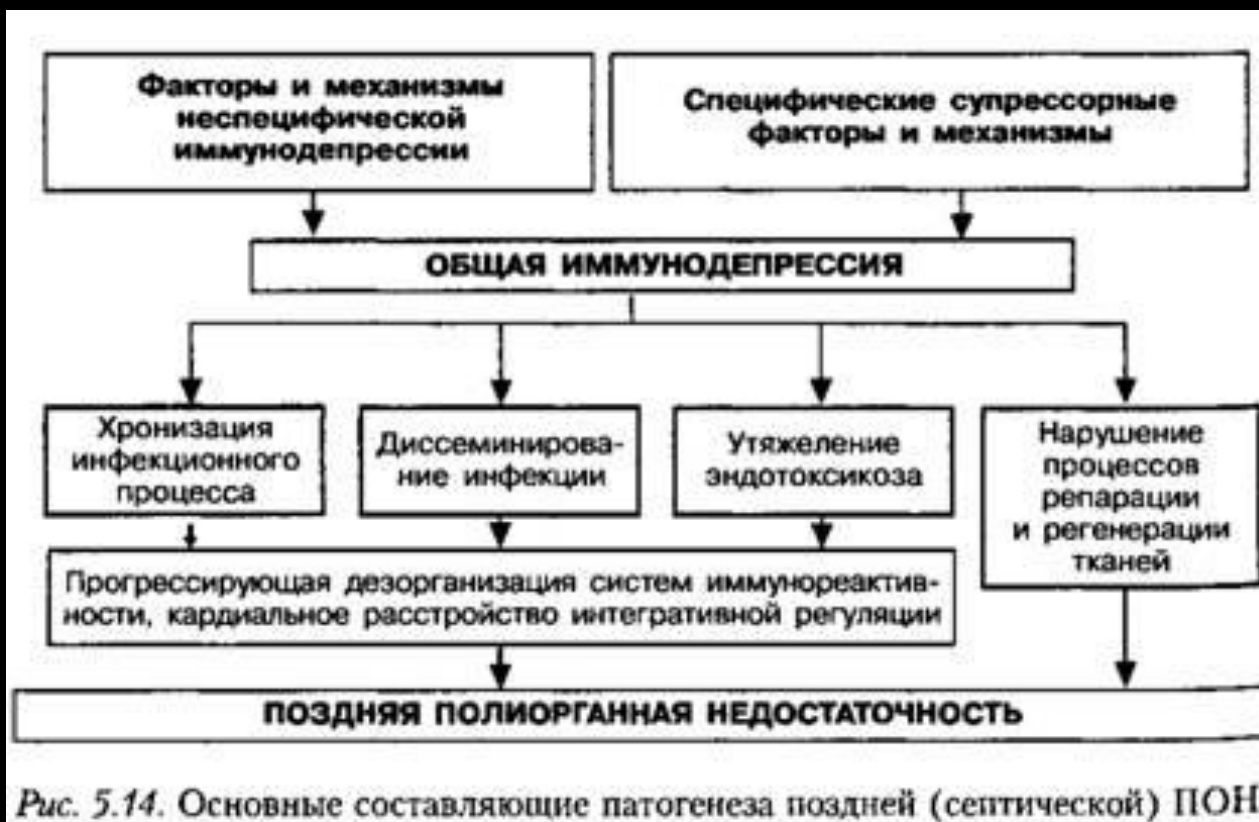 Факторы и механизмы
неспецифической
иммунодепрессии
Специфические супрессорные
факторы и механизмы
ОБЩАЯ ИММУНОДЕПРЕССИЯ
Хронизация
инфекционного
процесса
Диссеминирова-
ние инфекции
Утяжеление
эндотоксикоза
Нарушение
процессов
репарации
и регенерации
тканей
Прогрессирующая дезорганизация систем иммунореактив-
ности, кардиальное расстройство интегративной регуляции
ПОЗДНЯЯ ПОЛИОРГАННАЯ НЕДОСТАТОЧНОСТЬ
Рис. 5.14. Основные составляющие патогенеза поздней (септической) ПОН